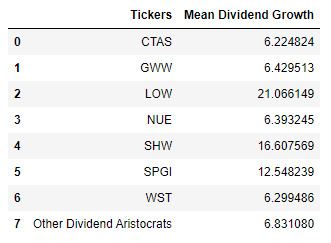 Tickers Mean Dividend Growth
0 CTAS 6.224824
1 GWW 6.429513
2 LOW 21.066149
3 NUE 6.393245
4 SHW 16.607569
5 SPGI 12.548239
6 WST 6.299486
7 Other Dividend Aristocrats 6.831080